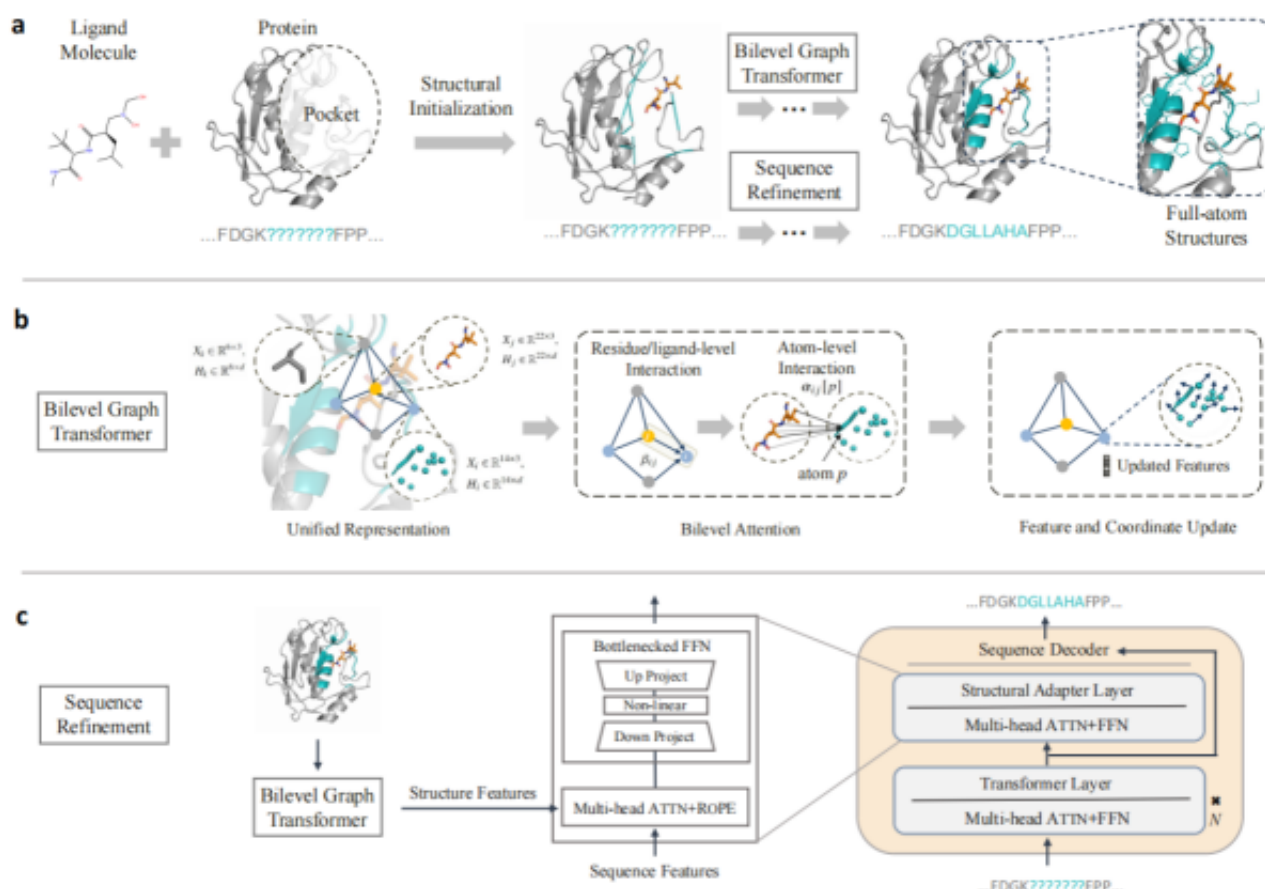 a
Ligand
Molecule
Protein
Pocket
Structural
Initialization
Bilevel Graph
Transformer
...
Sequence
Refinement
...
Full-atom
Structures
...FDGK???????FPP...
...FDGK???????FPP...
...FDGKDGLLAHAFPP...
b
Bilevel Graph
Transformer
Unified Representation
Residue/ligand-level
Interaction
β_ij
Atom-level
Interaction
α_ij[p]
atom p
Bilevel Attention
Updated Features
Feature and Coordinate Update
c
Sequence
Refinement
Bilevel Graph
Transformer
Structure Features
Bottlenecked FFN
Up Project
Non-linear
Down Project
Multi-head ATTN+ROPE
Sequence Features
...FDGKDGLLAHAFPP...
Sequence Decoder
Structural Adapter Layer
Multi-head ATTN+FFN
Transformer Layer
Multi-head ATTN+FFN
N
...FDGK???????FPP...